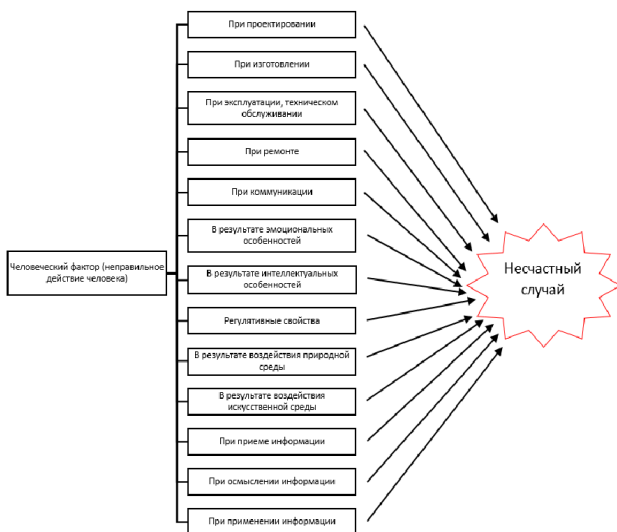 При проектировании
При изготовлении
При эксплуатации, техническом
обслуживании
При ремонте
При коммуникации
В результате эмоциональных
особенностей
Человеческий фактор (неправильное
действие человека)
В результате интеллектуальных
особенностей
Регулятивные свойства
В результате воздействия природной
среды
В результате воздействия
искусственной среды
При приеме информации
При осмыслении информации
При применении информации
Несчастный
случай